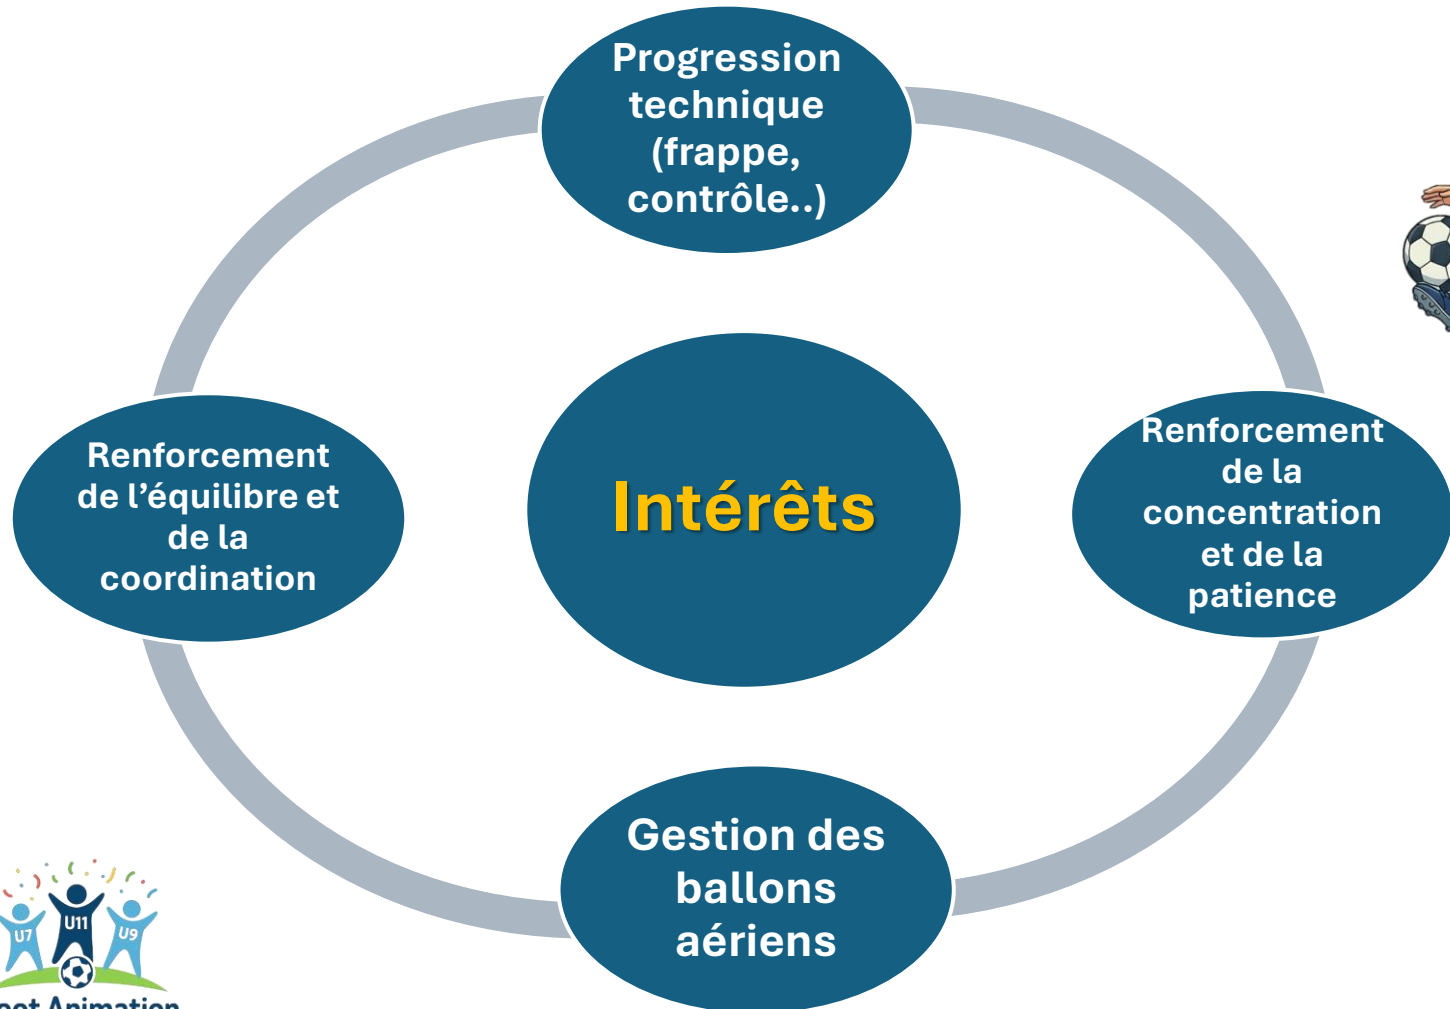 Progression
technique
(frappe,
contrôle..)
Renforcement
de l’équilibre et
de la
coordination
Intérêts
Renforcement
de la
concentration
et de la
patience
Gestion des
ballons
aériens
U7
U11
U9
Animation